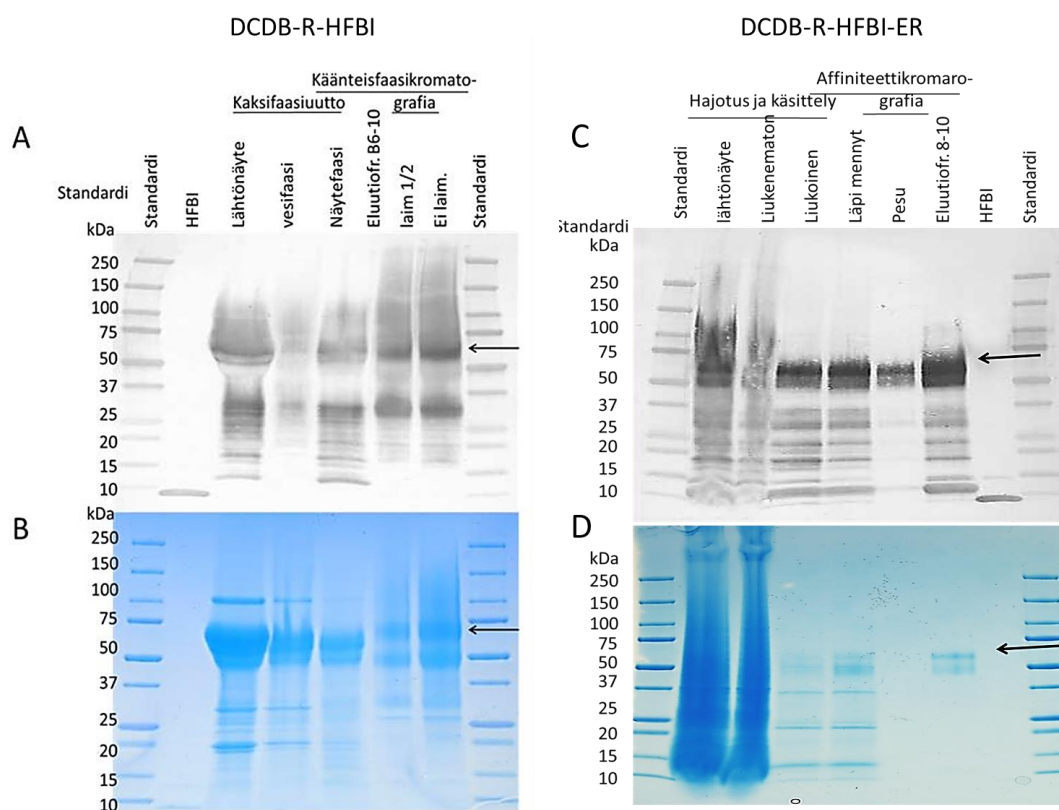 DCDB-R-HFBI
DCDB-R-HFBI-ER
A
Käänteisfaasikromato-
grafia
Kaksifaasiuutto
Standardi
Standardi
HFBI
Lähtönäyte
vesifaasi
Näytefaasi
Eluutiofr. B6-10
laim 1/2
Ei laim.
Standardi
kDa
250
150
100
75
50
37
25
20
15
10
B
kDa
250
150
100
75
50
37
25
20
15
10
C
Affiniteettikromaro-
grafia
Hajotus ja käsittely
Standardi
Standardi
lähtönäyte
Liukenematon
Liukoinen
Läpi mennyt
Pesu
Eluutiofr. 8-10
HFBI
Standardi
kDa
250
150
100
75
50
37
25
20
15
10
D
kDa
250
150
100
75
50
37
25
20
15
10
0